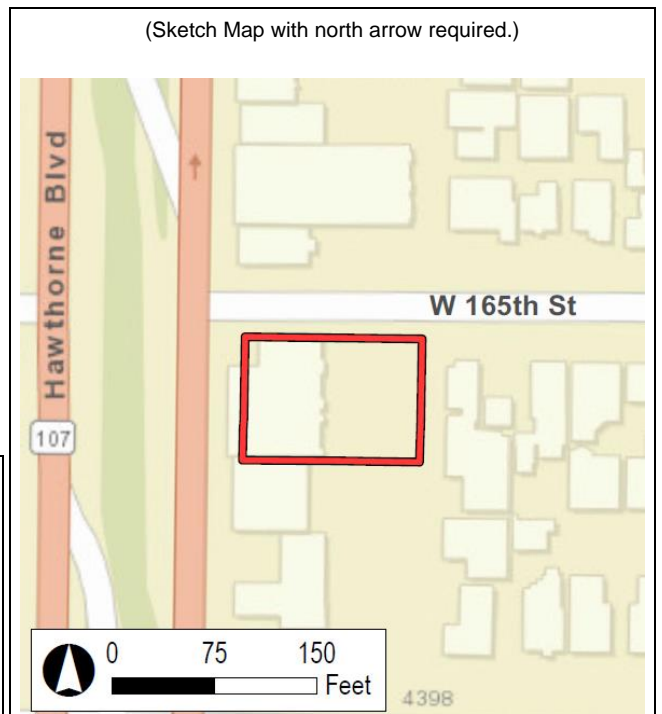 (Sketch Map with north arrow required.)
Hawthorne Blvd
W 165th St
107
0 75 150
Feet
4398